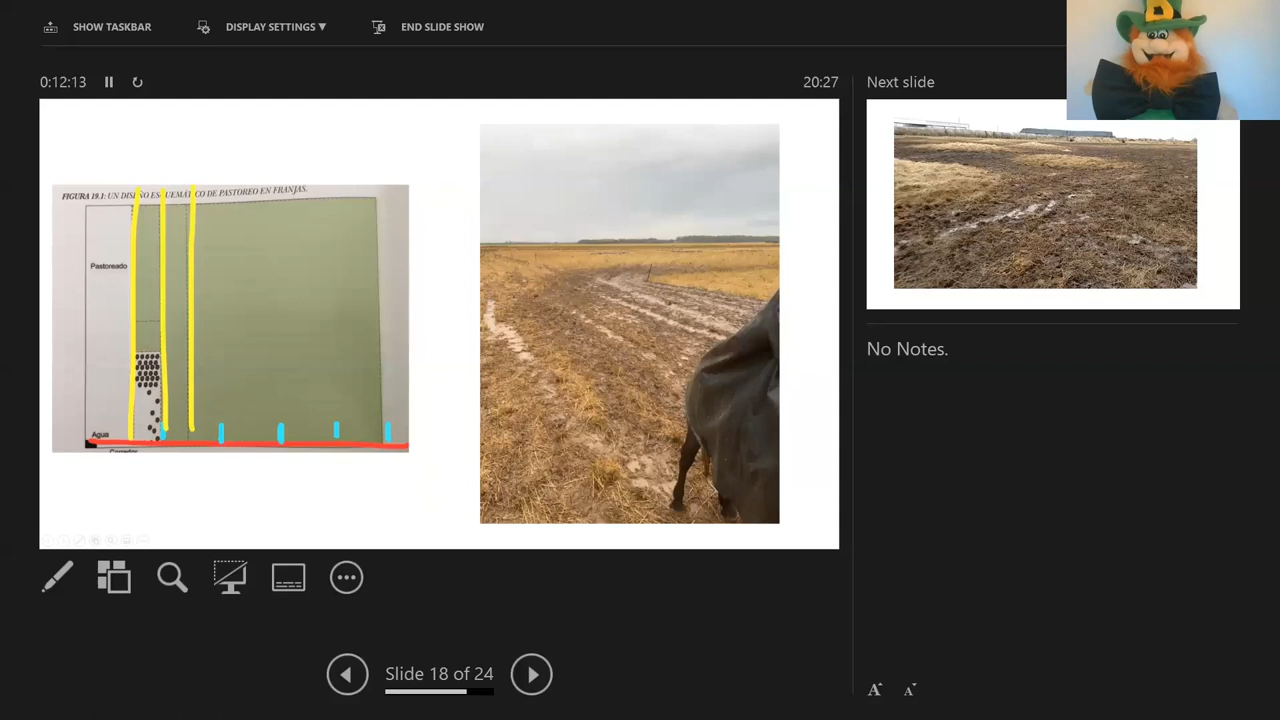 SHOW TASKBAR
DISPLAY SETTINGS ▼
END SLIDE SHOW
0:12:13
20:27
Next slide
FIGURA 19.1: UN DISEÑO ESQUEMÁTICO DE PASTOREO EN FRANJAS.
Pastoreado
Agua
Corredor
No Notes.
Slide 18 of 24
A A